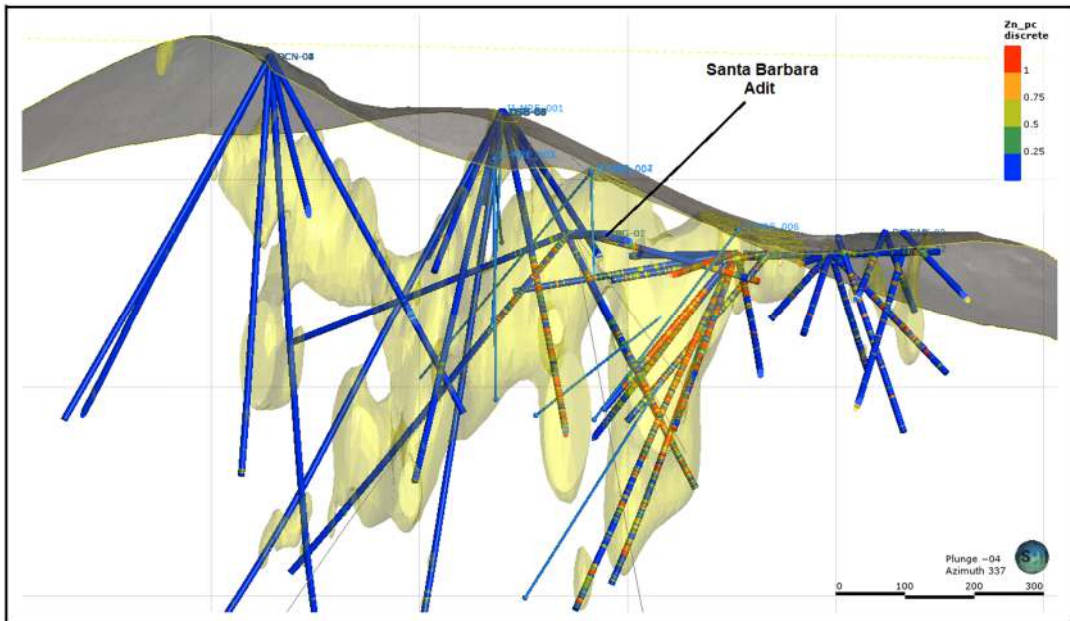 Zn_pc
discrete
1
0.75
0.5
0.25
Santa Barbara
Adit
Plunge −04
Azimuth 337
0 100 200 300